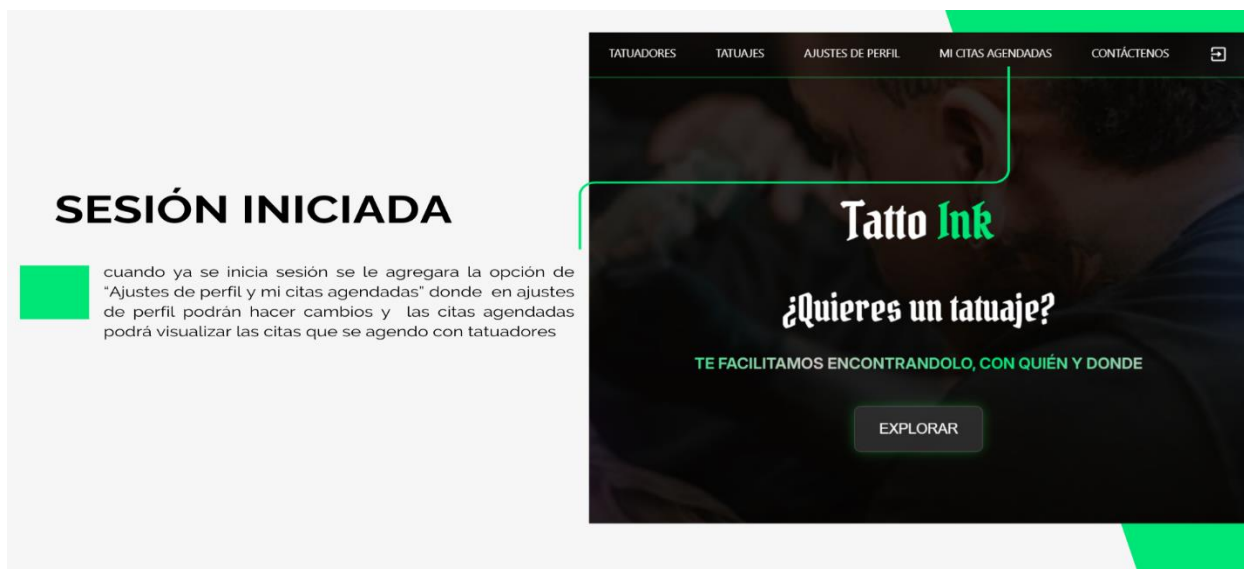 SESIÓN INICIADA
cuando ya se inicia sesión se le agregara la opción de
“Ajustes de perfil y mi citas agendadas” donde en ajustes
de perfil podrán hacer cambios y las citas agendadas
podrá visualizar las citas que se agendo con tatuadores
TATUADORES TATUAJES AJUSTES DE PERFIL MI CITAS AGENDADAS CONTÁCTENOS
Tatto Ink
¿Quieres un tatuaje?
TE FACILITAMOS ENCONTRANDOLO, CON QUIÉN Y DONDE
EXPLORAR